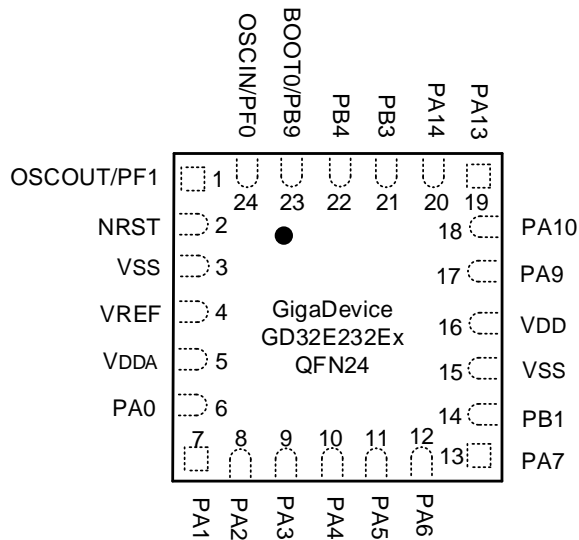 OSCIN/PF0
BOOT0/PB9
PB4
PB3
PA14
PA13
OSCOUT/PF1
1
24
23
22
21
20
19
NRST
2
18
PA10
VSS
3
17
PA9
VREF
4
GigaDevice
GD32E232Ex
QFN24
16
VDD
VDDA
5
15
VSS
PA0
6
14
PB1
7
8
9
10
11
12
13
PA7
PA1
PA2
PA3
PA4
PA5
PA6